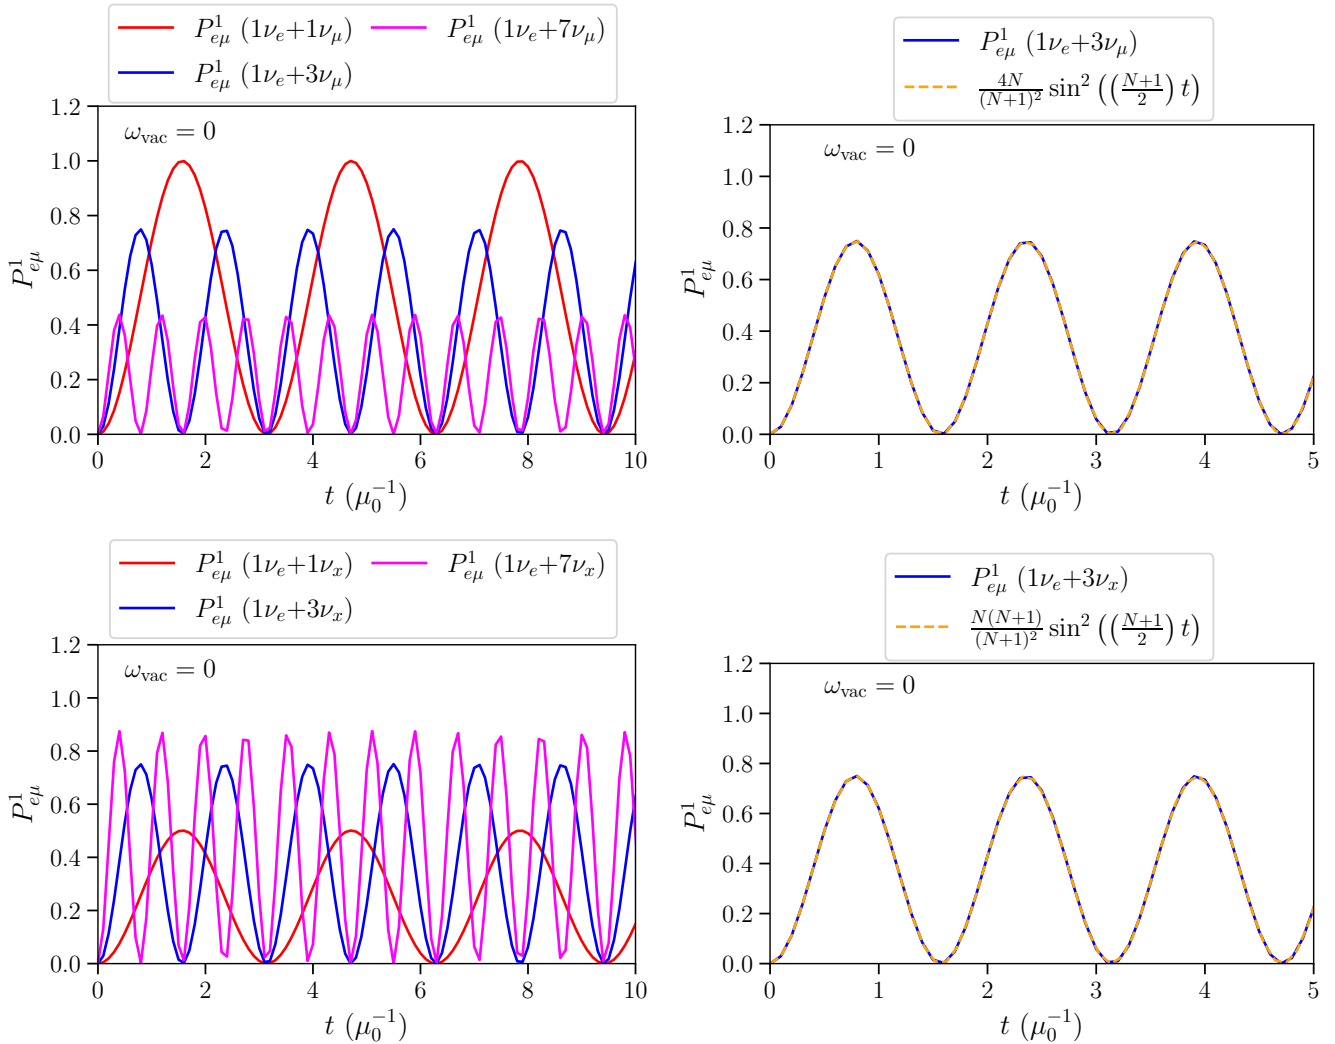 P^1_{eμ} (1ν_e+1ν_μ) P^1_{eμ} (1ν_e+7ν_μ)
P^1_{eμ} (1ν_e+3ν_μ)
ω_vac = 0
1.2
1.0
0.8
0.6
0.4
0.2
0.0
P^1_{eμ}
0 2 4 6 8 10
t (μ_0^{-1})
P^1_{eμ} (1ν_e+3ν_μ)
\frac{4N}{(N+1)^2} sin^2 ((\frac{N+1}{2}) t)
ω_vac = 0
1.2
1.0
0.8
0.6
0.4
0.2
0.0
P^1_{eμ}
0 1 2 3 4 5
t (μ_0^{-1})
P^1_{eμ} (1ν_e+1ν_x) P^1_{eμ} (1ν_e+7ν_x)
P^1_{eμ} (1ν_e+3ν_x)
ω_vac = 0
1.2
1.0
0.8
0.6
0.4
0.2
0.0
P^1_{eμ}
0 2 4 6 8 10
t (μ_0^{-1})
P^1_{eμ} (1ν_e+3ν_x)
\frac{N(N+1)}{(N+1)^2} sin^2 ((\frac{N+1}{2}) t)
ω_vac = 0
1.2
1.0
0.8
0.6
0.4
0.2
0.0
P^1_{eμ}
0 1 2 3 4 5
t (μ_0^{-1})